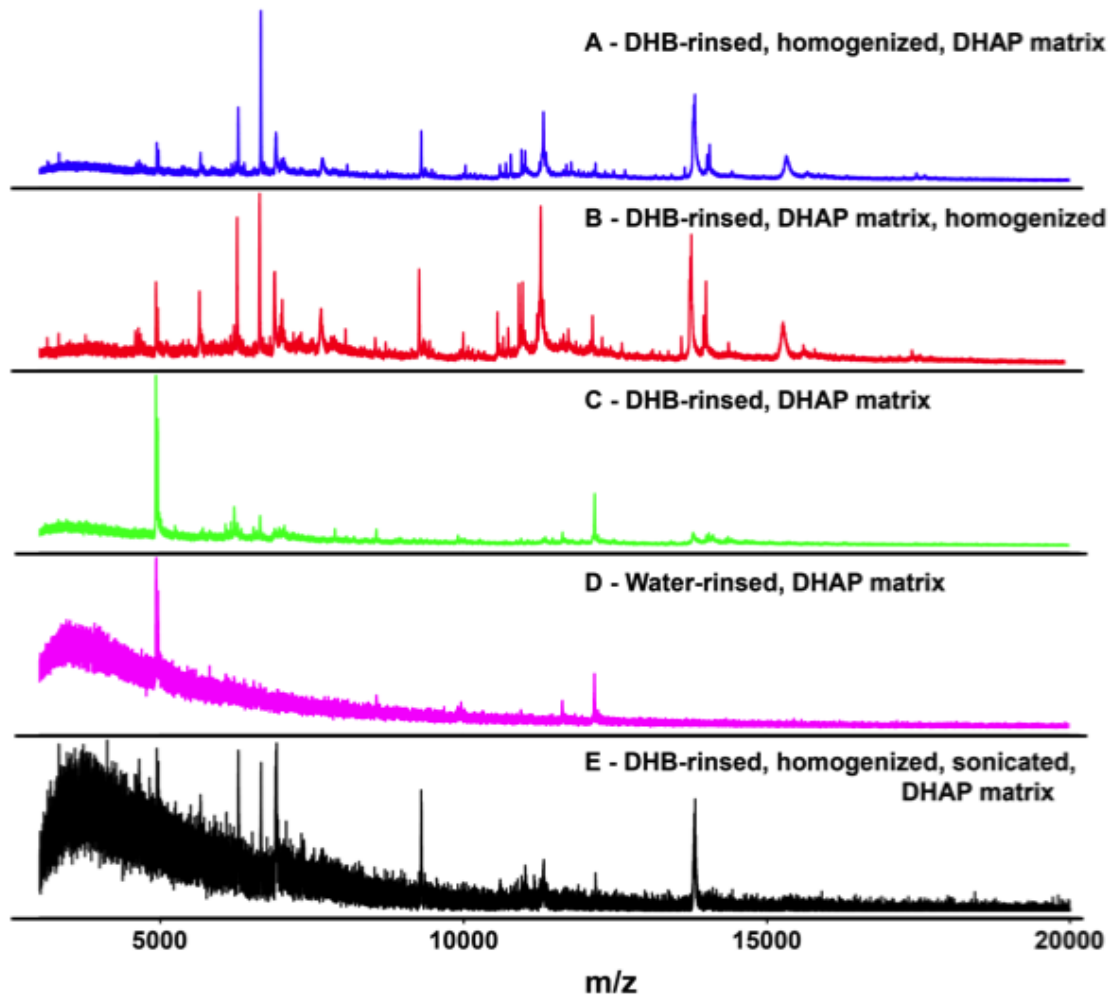 A - DHB-rinsed, homogenized, DHAP matrix
B - DHB-rinsed, DHAP matrix, homogenized
C - DHB-rinsed, DHAP matrix
D - Water-rinsed, DHAP matrix
E - DHB-rinsed, homogenized, sonicated,
DHAP matrix
5000 10000 15000 20000
m/z